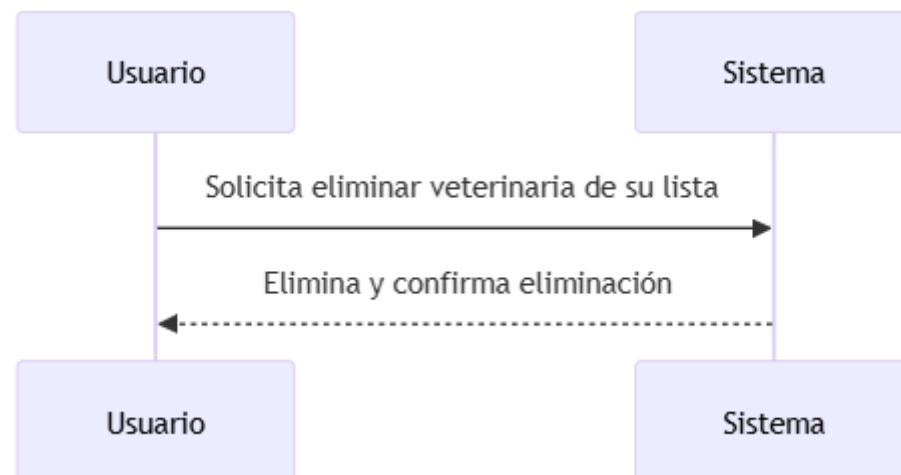 Usuario
Sistema
Solicita eliminar veterinaria de su lista
Elimina y confirma eliminación
Usuario
Sistema